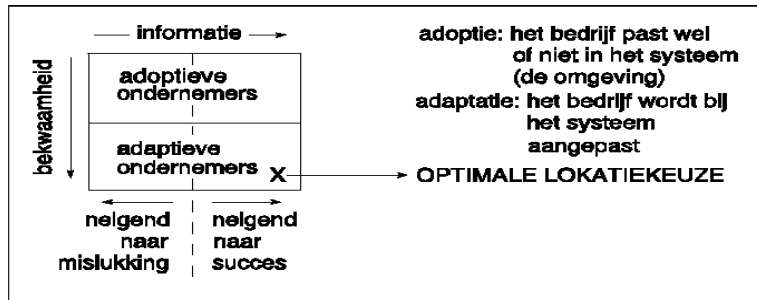 informatie
bekwaamheid
adoptieve
ondernemers
adaptieve
ondernemers
X
neigend
naar
mislukking
neigend
naar
succes
adoptie: het bedrijf past wel
of niet in het systeem
(de omgeving)
adaptatie: het bedrijf wordt bij
het systeem
aangepast
OPTIMALE LOKATIEKEUZE